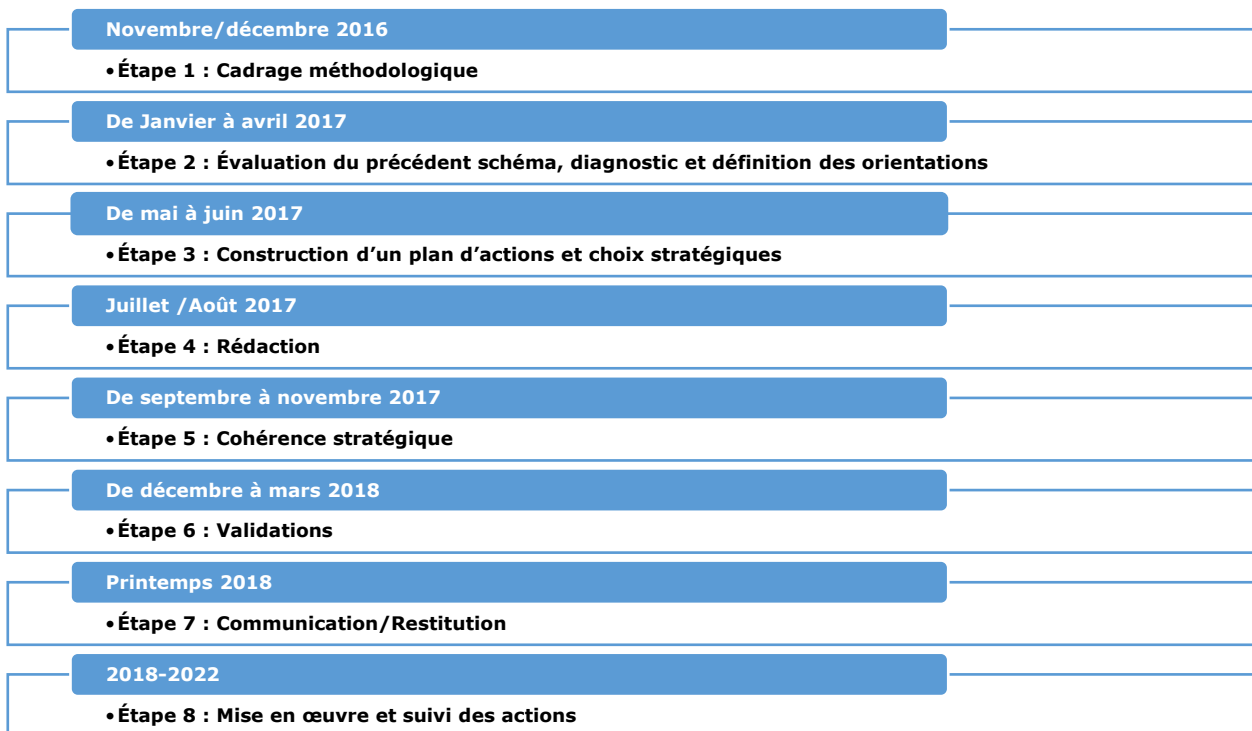 Novembre/décembre 2016
•Étape 1 : Cadrage méthodologique
De Janvier à avril 2017
•Étape 2 : Évaluation du précédent schéma, diagnostic et définition des orientations
De mai à juin 2017
•Étape 3 : Construction d’un plan d’actions et choix stratégiques
Juillet /Août 2017
•Étape 4 : Rédaction
De septembre à novembre 2017
•Étape 5 : Cohérence stratégique
De décembre à mars 2018
•Étape 6 : Validations
Printemps 2018
•Étape 7 : Communication/Restitution
2018-2022
•Étape 8 : Mise en œuvre et suivi des actions